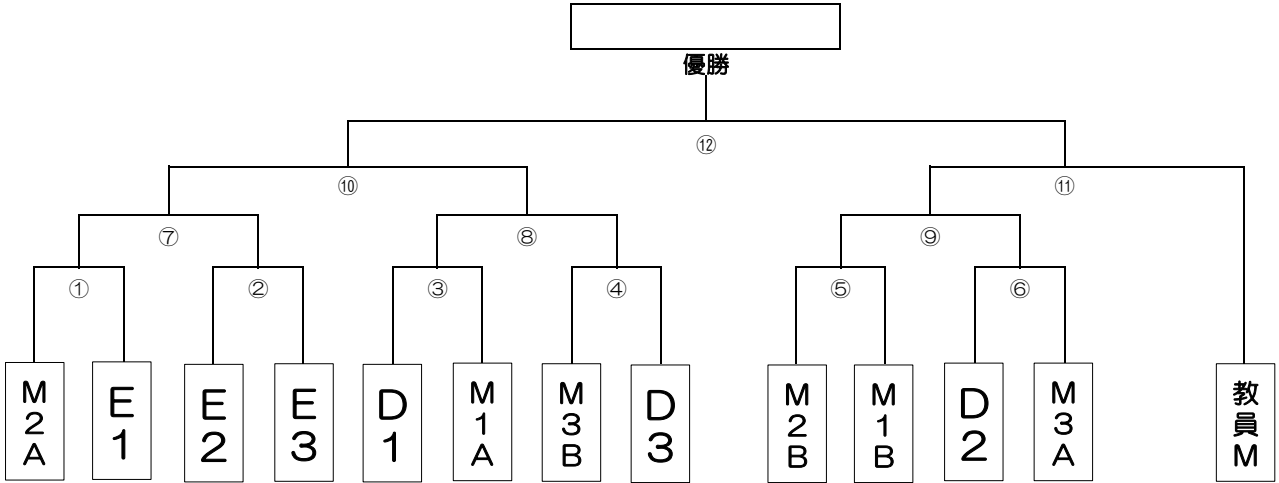 優勝
⑫
⑩ ⑪
⑦ ⑧ ⑨
① ② ③ ④ ⑤ ⑥
M2A E1 E2 E3 D1 M1A M3B D3 M2B M1B D2 M3A 教員M